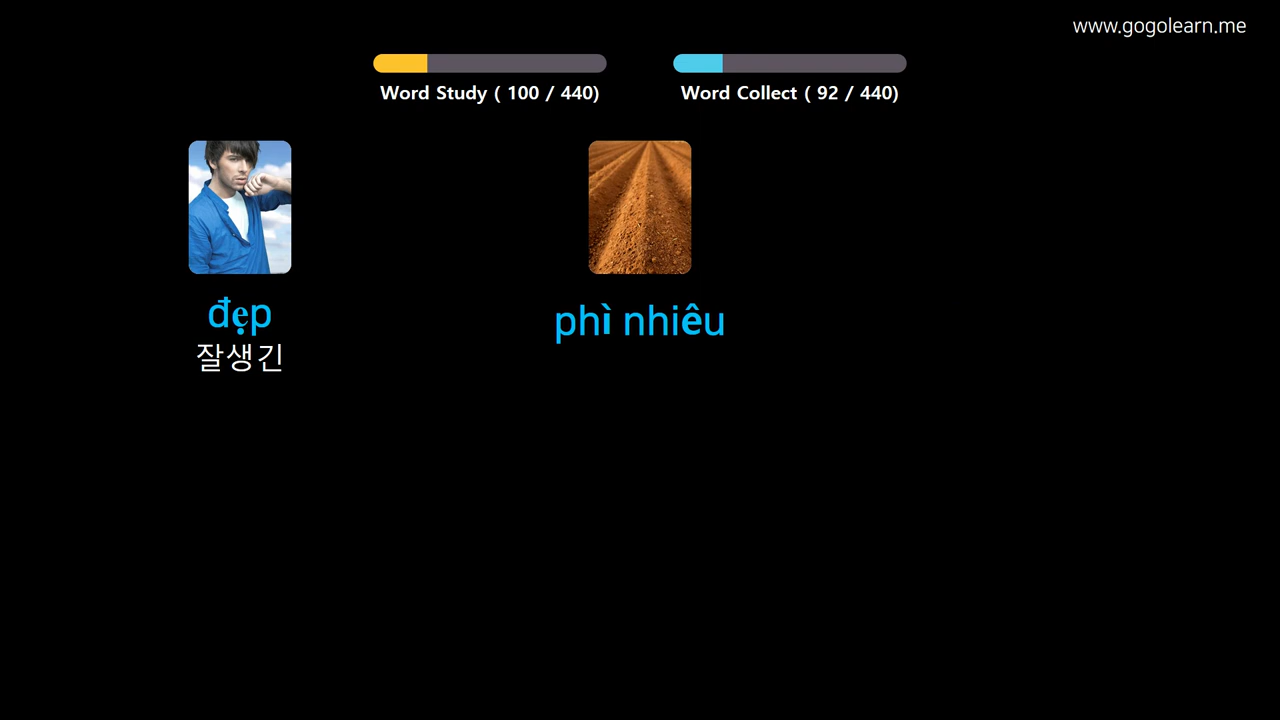 www.gogolearn.me
Word Study ( 100 / 440)
Word Collect ( 92 / 440)
đẹp
잘생긴
phì nhiêu